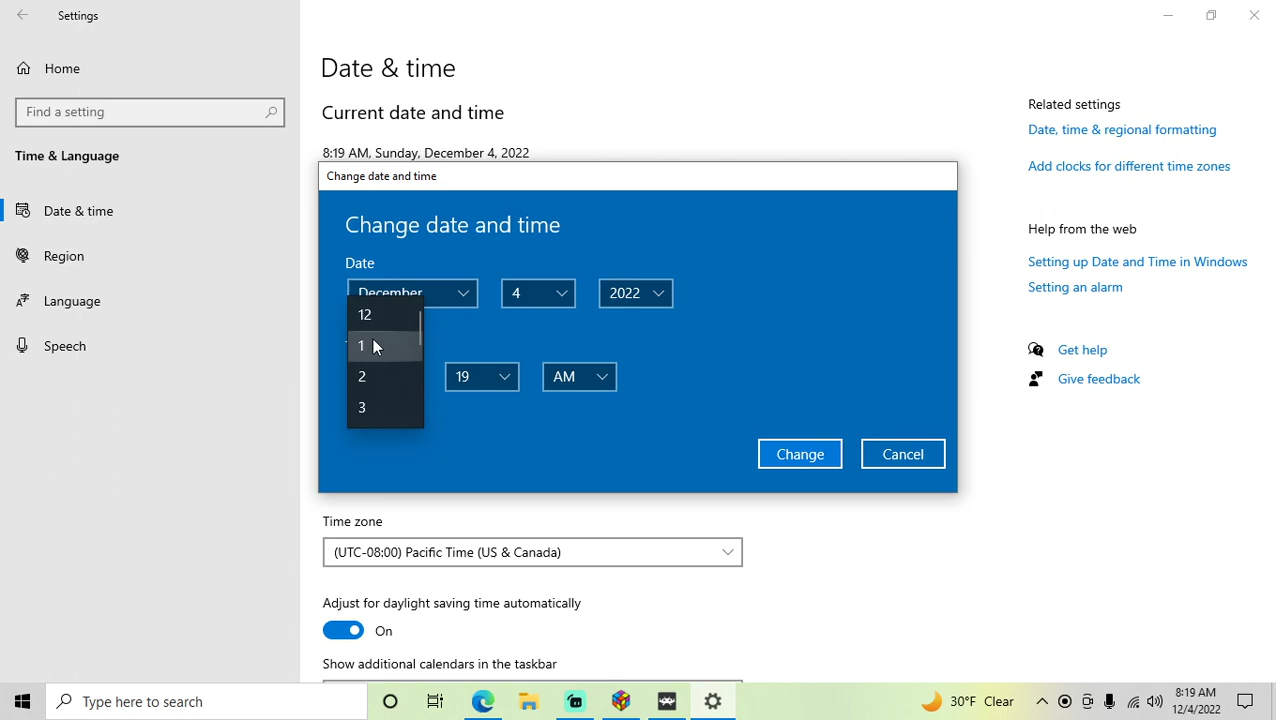 Settings
Home
Find a setting
Time & Language
Date & time
Region
Language
Speech
Date & time
Current date and time
8:19 AM, Sunday, December 4, 2022
Change date and time
Change date and time
Date
December 4 2022
12
1
2
3
19 AM
Change Cancel
Time zone
(UTC-08:00) Pacific Time (US & Canada)
Adjust for daylight saving time automatically
On
Show additional calendars in the taskbar
Related settings
Date, time & regional formatting
Add clocks for different time zones
Help from the web
Setting up Date and Time in Windows
Setting an alarm
Get help
Give feedback
Type here to search
30°F Clear
8:19 AM
12/4/2022